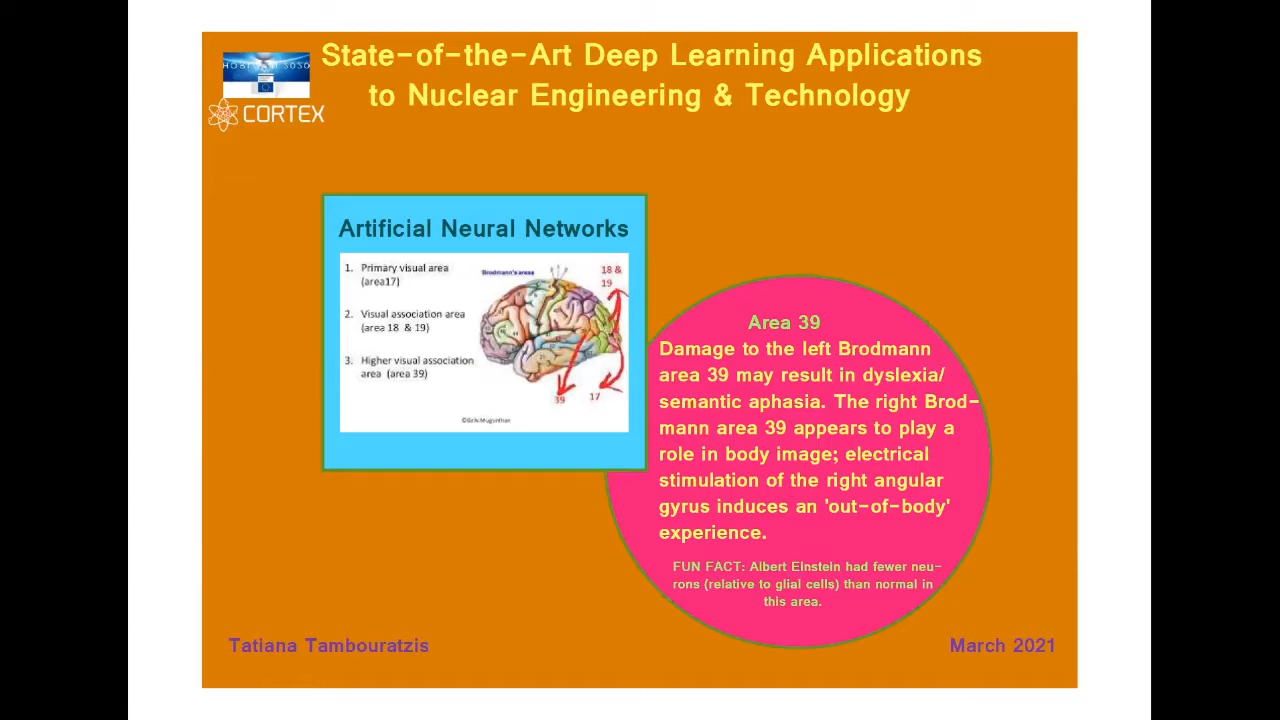 State-of-the-Art Deep Learning Applications
to Nuclear Engineering & Technology
HORIZON 2020
CORTEX
Artificial Neural Networks
1. Primary visual area
(area17)
2. Visual association area
(area 18 & 19)
3. Higher visual association
area (area 39)
Brodmann's areas
18 &
19
39
17
Area 39
Damage to the left Brodmann
area 39 may result in dyslexia/
semantic aphasia. The right Brod-
mann area 39 appears to play a
role in body image; electrical
stimulation of the right angular
gyrus induces an 'out-of-body'
experience.
FUN FACT: Albert Einstein had fewer neu-
rons (relative to glial cells) than normal in
this area.
Tatiana Tambouratzis
March 2021